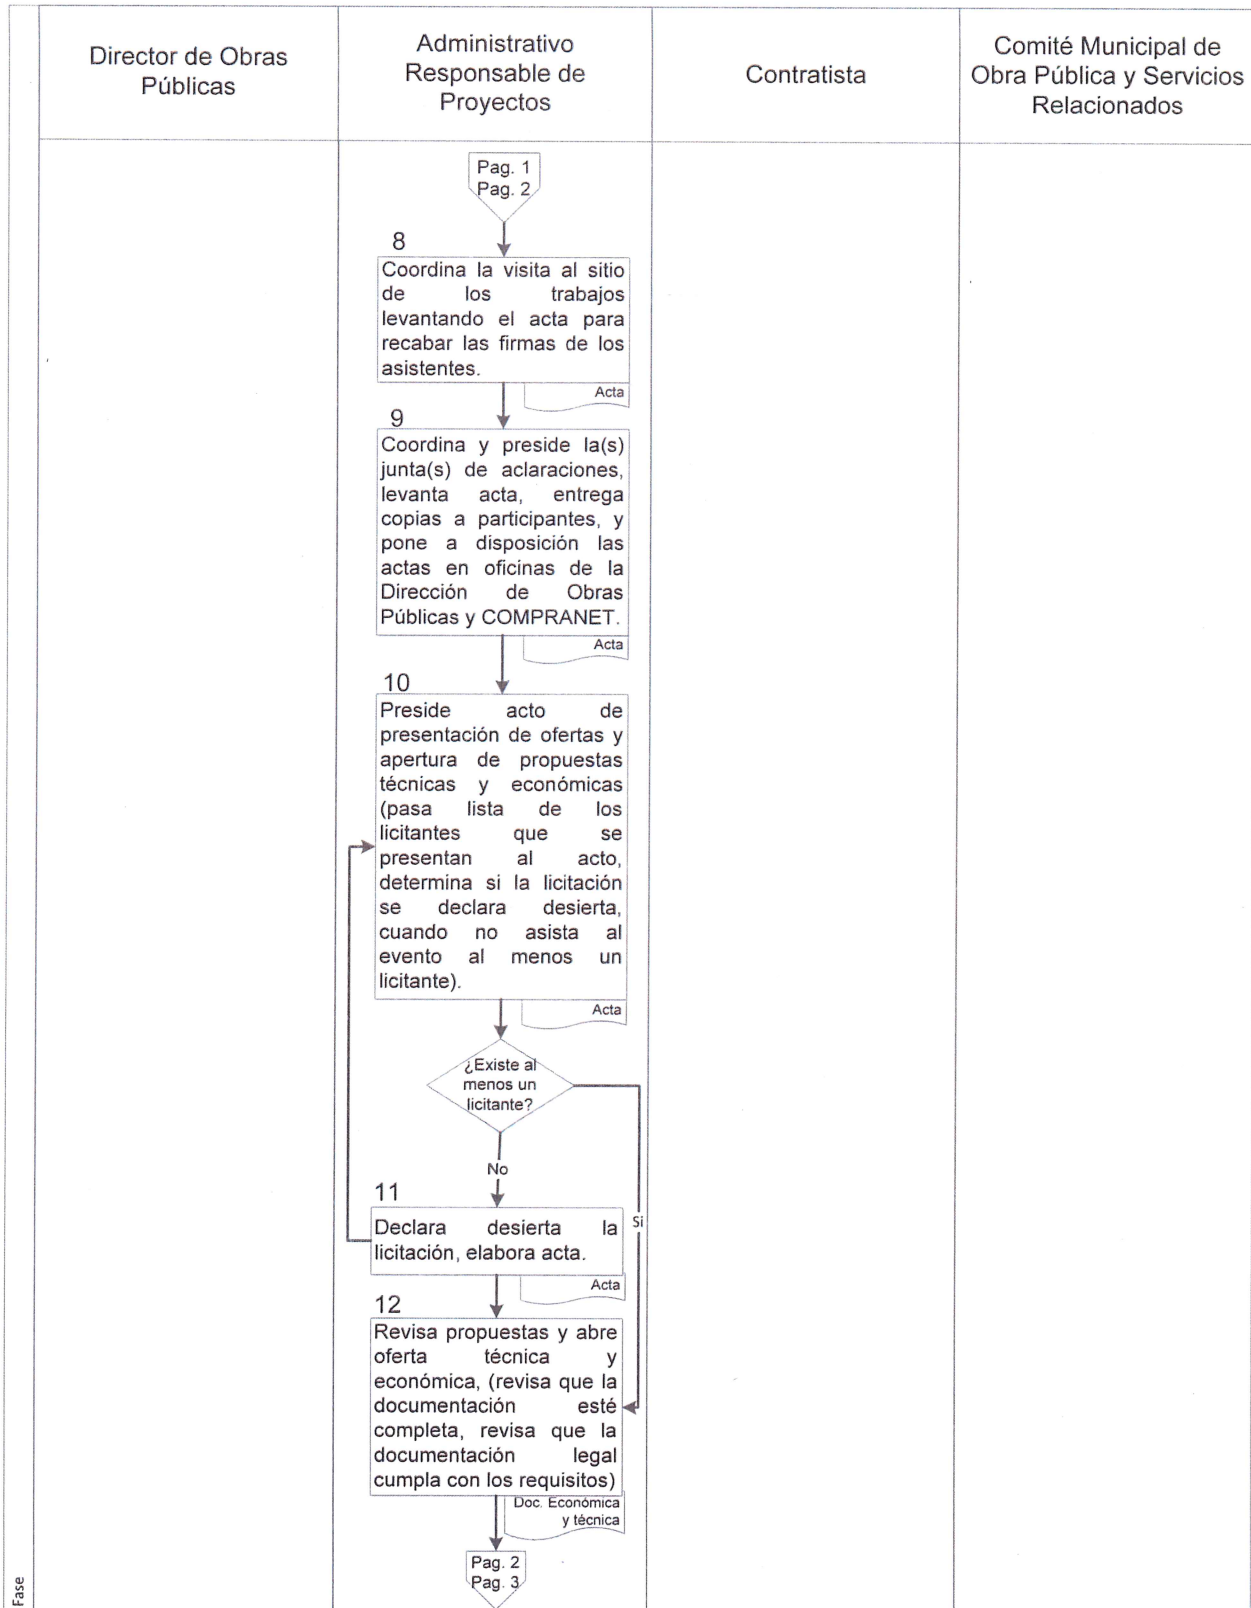 Director de Obras
Públicas
Administrativo
Responsable de
Proyectos
Contratista
Comité Municipal de
Obra Pública y Servicios
Relacionados
Pag. 1
Pag. 2
8
Coordina la visita al sitio
de los trabajos
levantando el acta para
recabar las firmas de los
asistentes.
Acta
9
Coordina y preside la(s)
junta(s) de aclaraciones,
levanta acta, entrega
copias a participantes, y
pone a disposición las
actas en oficinas de la
Dirección de Obras
Públicas y COMPRANET.
Acta
10
Preside acto de
presentación de ofertas y
apertura de propuestas
técnicas y económicas
(pasa lista de los
licitantes que se
presentan al acto,
determina si la licitación
se declara desierta,
cuando no asista al
evento al menos un
licitante).
Acta
¿Existe al
menos un
licitante?
No
Si
11
Declara desierta la
licitación, elabora acta.
Acta
12
Revisa propuestas y abre
oferta técnica y
económica, (revisa que la
documentación esté
completa, revisa que la
documentación legal
cumpla con los requisitos)
Doc. Económica
y técnica
Pag. 2
Pag. 3
Fase